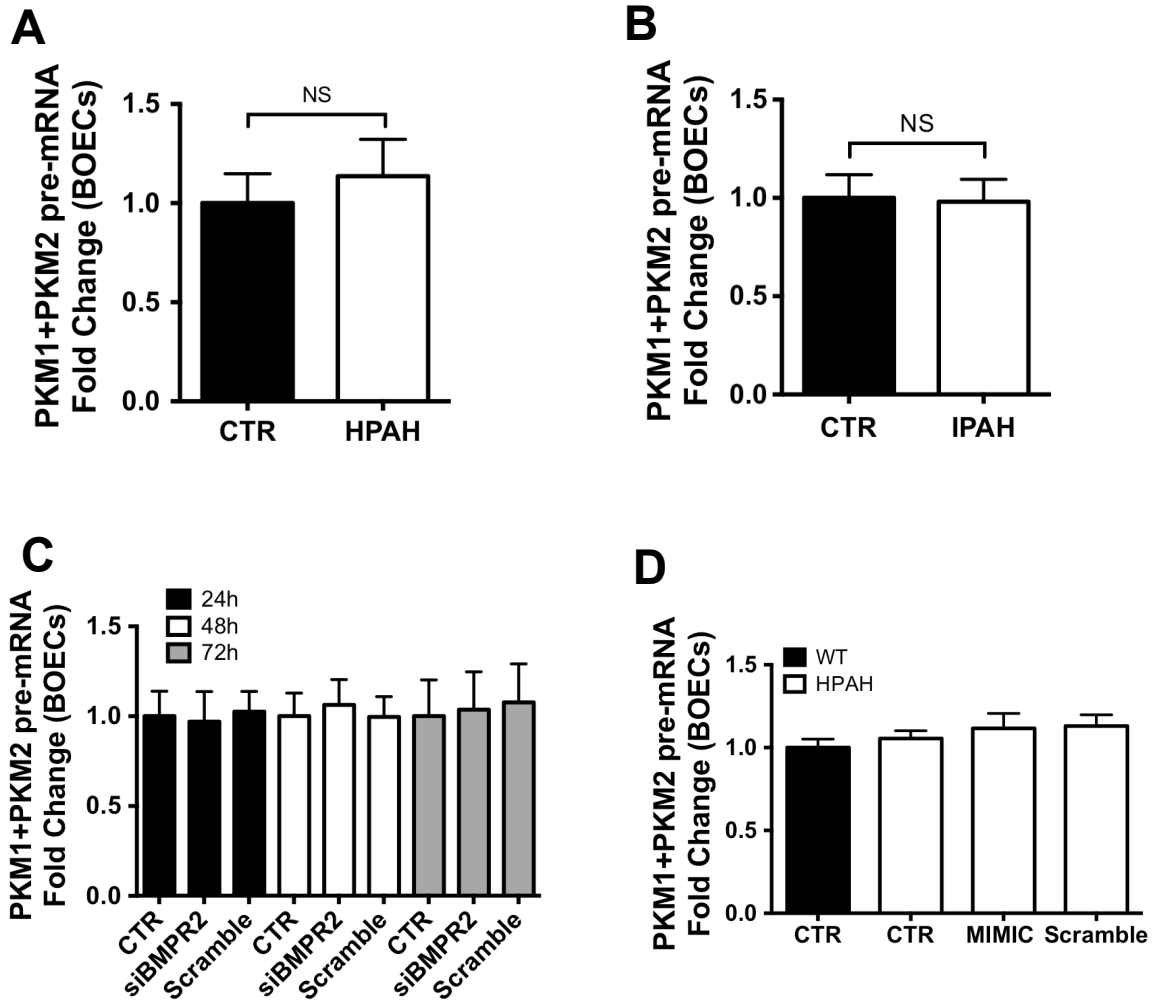 A
PKM1+PKM2 pre-mRNA
Fold Change (BOECs)
1.5
1.0
0.5
0.0
NS
CTR
HPAH
B
PKM1+PKM2 pre-mRNA
Fold Change (BOECs)
1.5
1.0
0.5
0.0
NS
CTR
IPAH
C
PKM1+PKM2 pre-mRNA
Fold Change (BOECs)
24h
48h
72h
1.5
1.0
0.5
0.0
CTR
siBMPR2
Scramble
CTR
siBMPR2
Scramble
CTR
siBMPR2
Scramble
D
PKM1+PKM2 pre-mRNA
Fold Change (BOECs)
WT
HPAH
1.5
1.0
0.5
0.0
CTR
CTR
MIMIC
Scramble